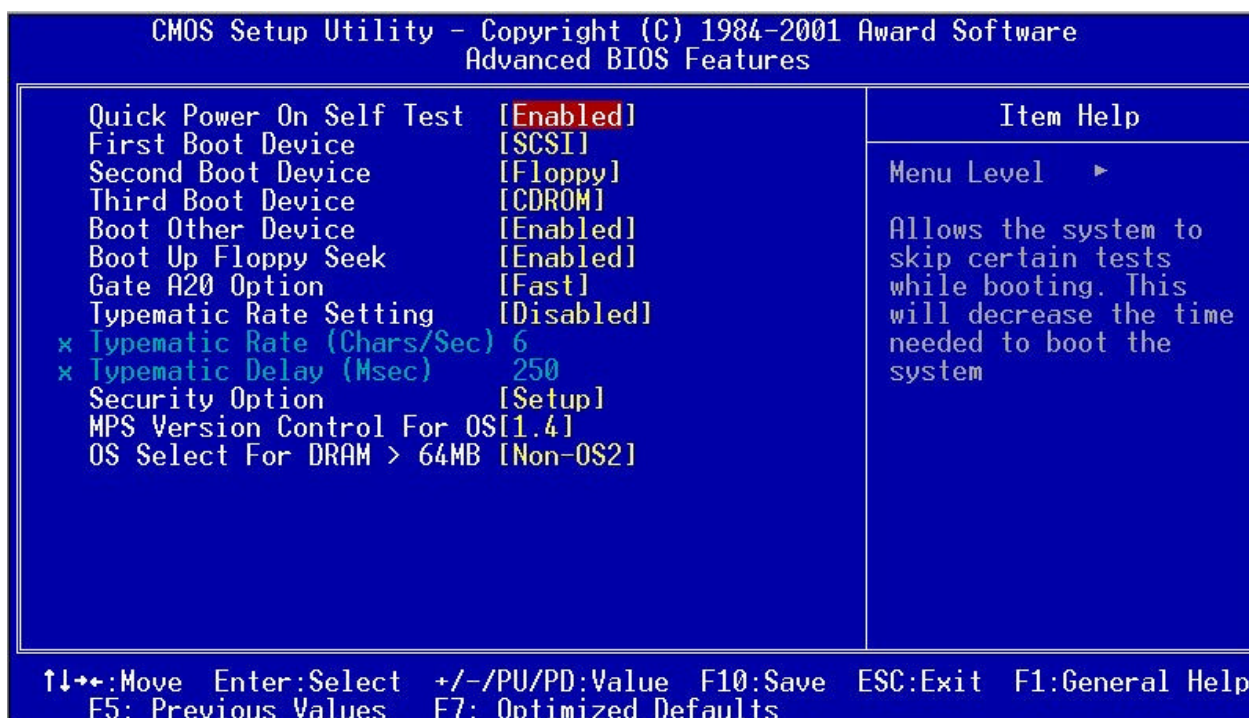 CMOS Setup Utility - Copyright (C) 1984-2001 Award Software
Advanced BIOS Features
Quick Power On Self Test [Enabled]
First Boot Device [SCSI]
Second Boot Device [Floppy]
Third Boot Device [CDROM]
Boot Other Device [Enabled]
Boot Up Floppy Seek [Enabled]
Gate A20 Option [Fast]
Typematic Rate Setting [Disabled]
x Typematic Rate (Chars/Sec) 6
x Typematic Delay (Msec) 250
Security Option [Setup]
MPS Version Control For OS[1.4]
OS Select For DRAM > 64MB [Non-OS2]
Item Help
Menu Level ►
Allows the system to
skip certain tests
while booting. This
will decrease the time
needed to boot the
system
↑↓→←:Move Enter:Select +/-/PU/PD:Value F10:Save ESC:Exit F1:General Help
F5: Previous Values F7: Optimized Defaults